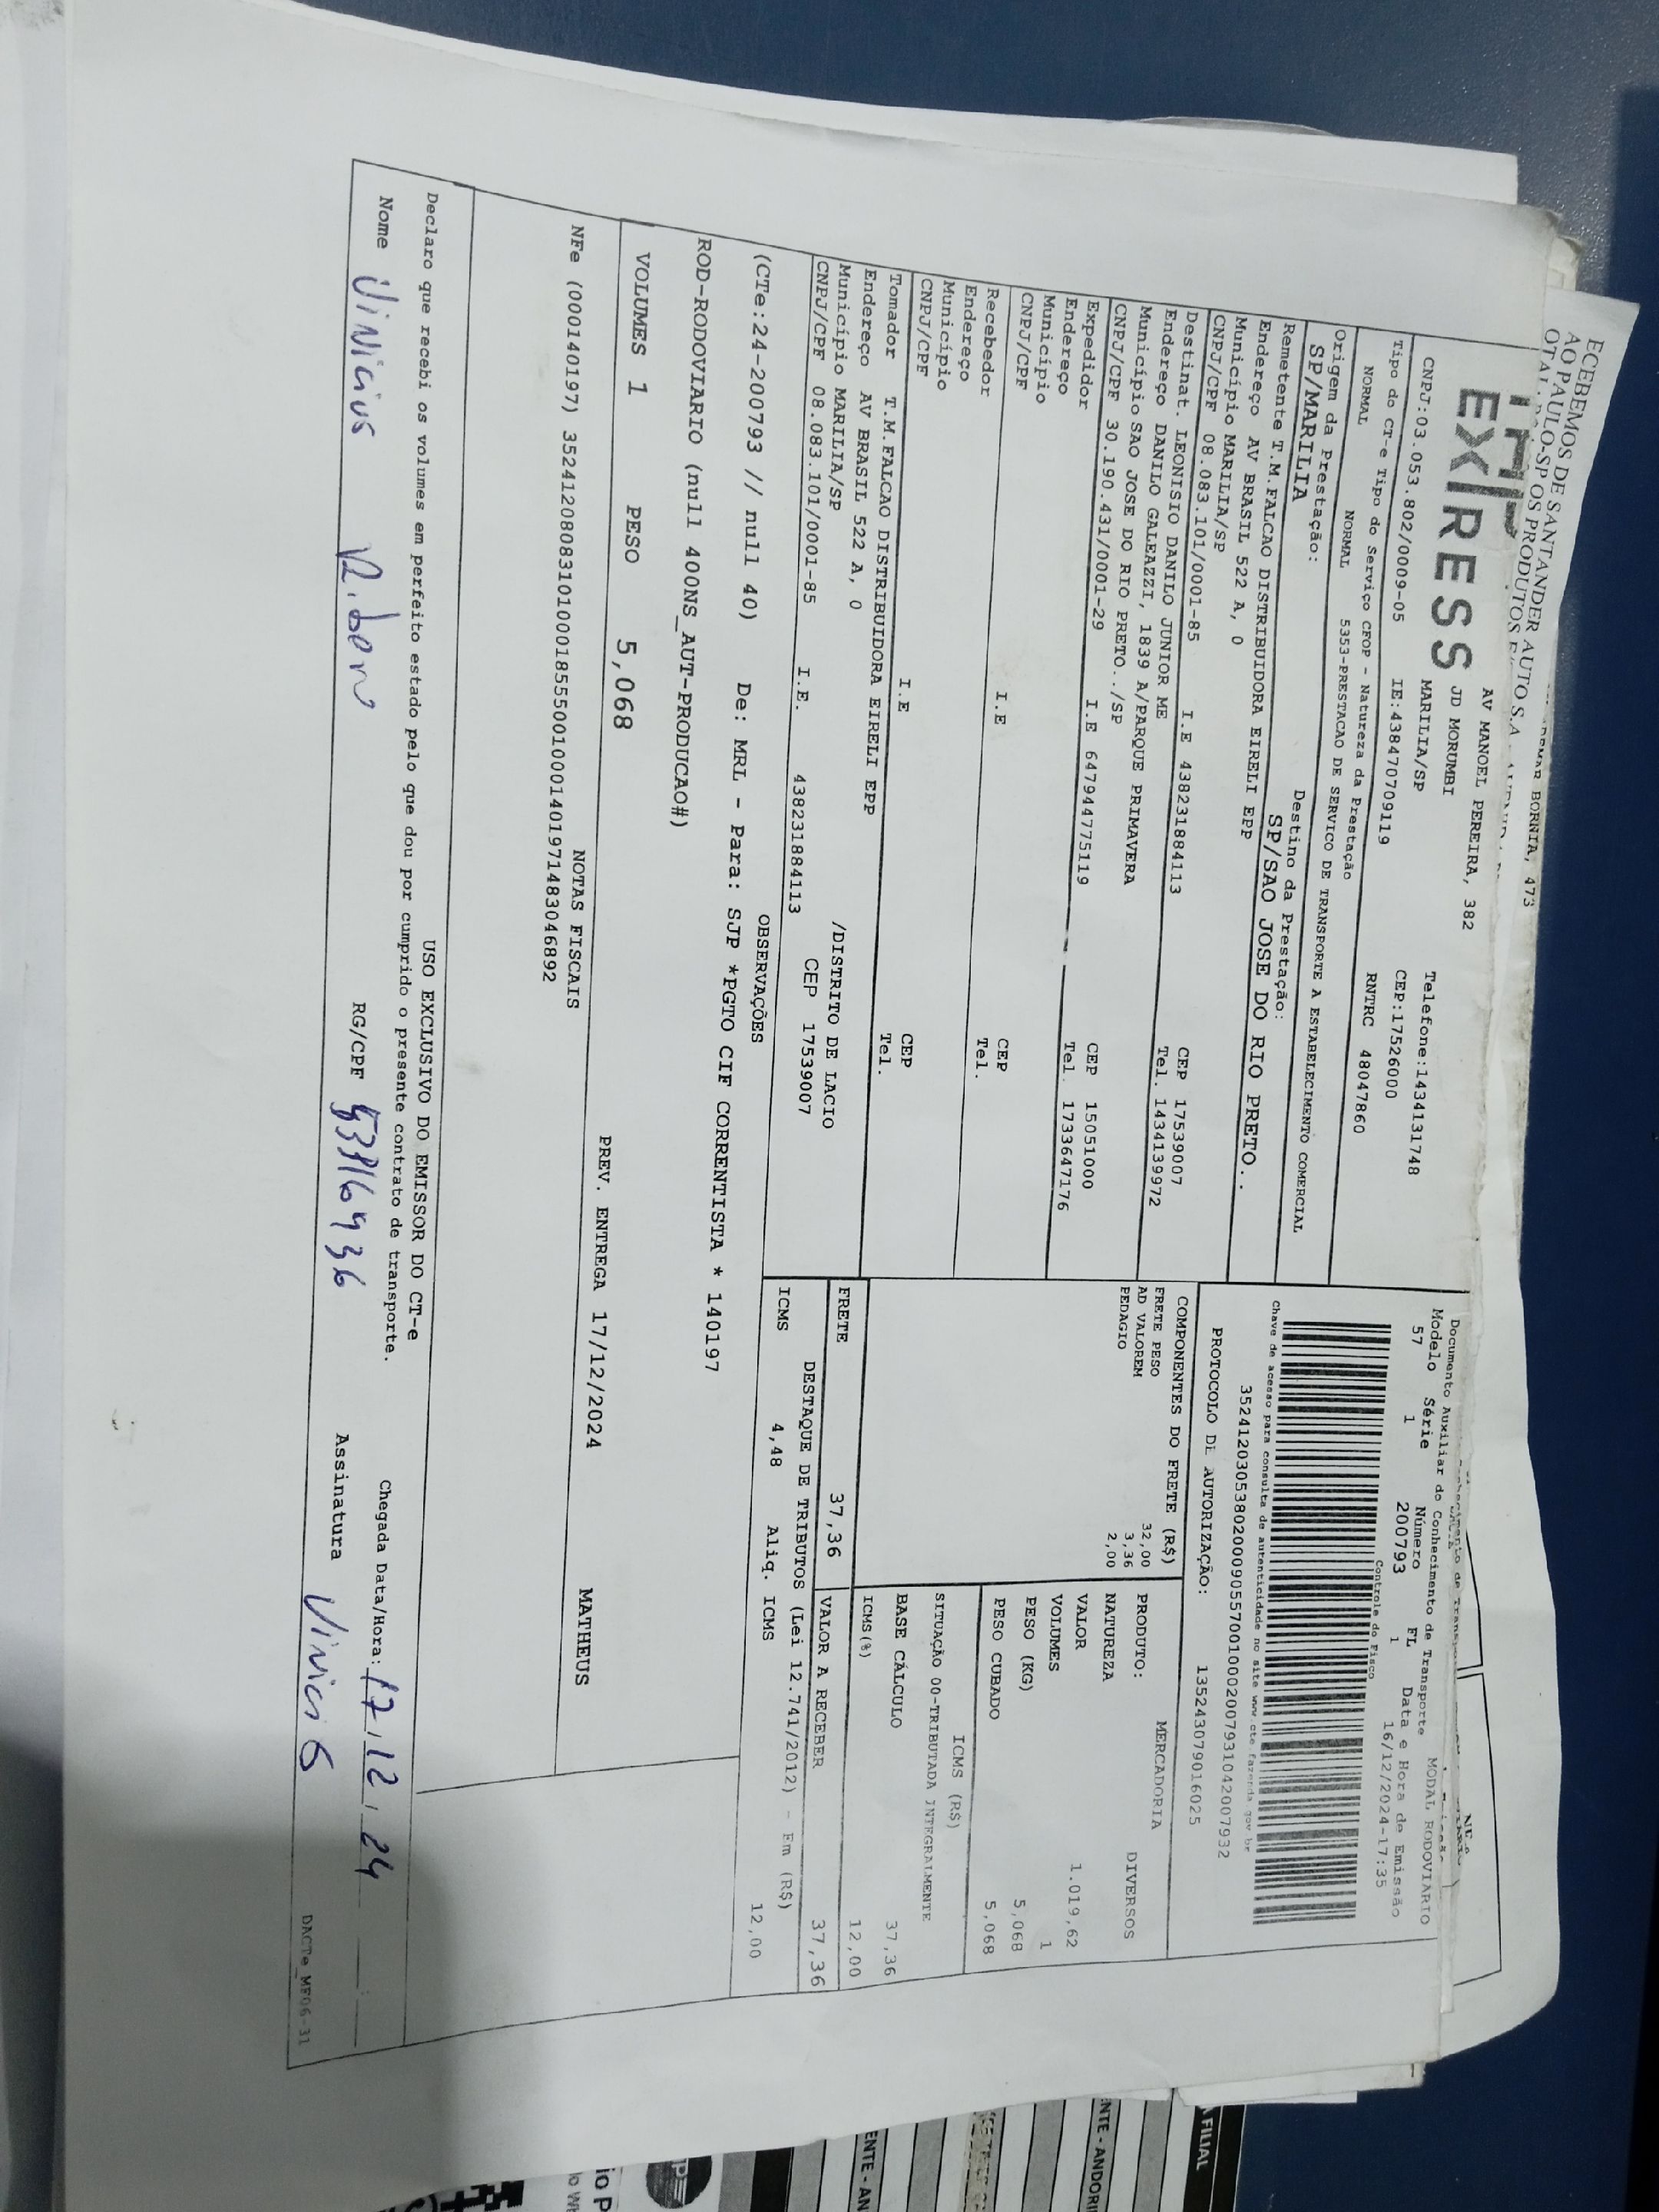 ECEBEMOS DE SANTANDER AUTO S.A
AO PAULO-SP OS PRODUTOS
BORNIA, 473
EX RESS
AV MANOEL PEREIRA, 382
JD MORUMBI
MARILIA/SP
Telefone:1434131748
CNPJ:03.053.802/0009-05 IE:438470709119 CEP:17526000
Tipo do CT-e Tipo do Serviço CFOP - Natureza da Prestação RNTRC 48047860
NORMAL NORMAL 5353-PRESTACAO DE SERVICO DE TRANSPORTE A ESTABELECIMENTO COMERCIAL
Origem da Prestação: Destino da Prestação:
SP/MARILIA SP/SAO JOSE DO RIO PRETO..
Remetente T.M.FALCAO DISTRIBUIDORA EIRELI EPP
Endereço AV BRASIL 522 A, 0
Município MARILIA/SP CEP 17539007
CNPJ/CPF 08.083.101/0001-85 I.E 438231884113 Tel. 1434139972
Destinat. LEONISIO DANILO JUNIOR ME
Endereço DANILO GALEAZZI, 1839 A/PARQUE PRIMAVERA
Município SAO JOSE DO RIO PRETO../SP CEP 15051000
CNPJ/CPF 30.190.431/0001-29 I.E 647944775119 Tel. 1733647176
Expedidor
Endereço
Município CEP
CNPJ/CPF I.E Tel.
Recebedor
Endereço
Município CEP
CNPJ/CPF I.E Tel.
Tomador T.M.FALCAO DISTRIBUIDORA EIRELI EPP
Endereço AV BRASIL 522 A, 0 /DISTRITO DE LACIO
Município MARILIA/SP CEP 17539007
CNPJ/CPF 08.083.101/0001-85 I.E. 438231884113
Documento Auxiliar do Conhecimento de Transporte MODAL RODOVIARIO
Modelo Série Número FL Data e Hora de Emissão
57 1 200793 1 16/12/2024-17:35
Controle do Fisco
Chave de acesso para consulta de autenticidade no site www cte fazenda gov br
35241203053802000905570010002007931042007932
PROTOCOLO DE AUTORIZAÇÃO: 135243079016025
COMPONENTES DO FRETE (R$)
FRETE PESO 32,00
AD VALOREM 3,36
PEDAGIO 2,00
MERCADORIA
PRODUTO: DIVERSOS
NATUREZA
VALOR 1.019,62
VOLUMES 1
PESO (KG) 5,068
PESO CUBADO 5,068
ICMS (R$)
SITUAÇÃO 00-TRIBUTADA INTEGRALMENTE
BASE CÁLCULO 37,36
ICMS(%) 12,00
FRETE 37,36 VALOR A RECEBER 37,36
DESTAQUE DE TRIBUTOS (Lei 12.741/2012) - Em (R$)
ICMS 4,48 Aliq. ICMS 12,00
OBSERVAÇÕES
(CTe:24-200793 // null 40) De: MRL - Para: SJP *PGTO CIF CORRENTISTA * 140197
ROD-RODOVIARIO (null 400NS_AUT-PRODUCAO#)
VOLUMES 1 PESO 5,068 PREV. ENTREGA 17/12/2024 MATHEUS
NOTAS FISCAIS
NFe (000140197) 35241208083101000185550010001401971483046892
USO EXCLUSIVO DO EMISSOR DO CT-e
Declaro que recebi os volumes em perfeito estado pelo que dou por cumprido o presente contrato de transporte.
Chegada Data/Hora: 17/12/24
Nome Vinicius RG/CPF Assinatura Vinicius
DACTe_MF06-31
FILIAL